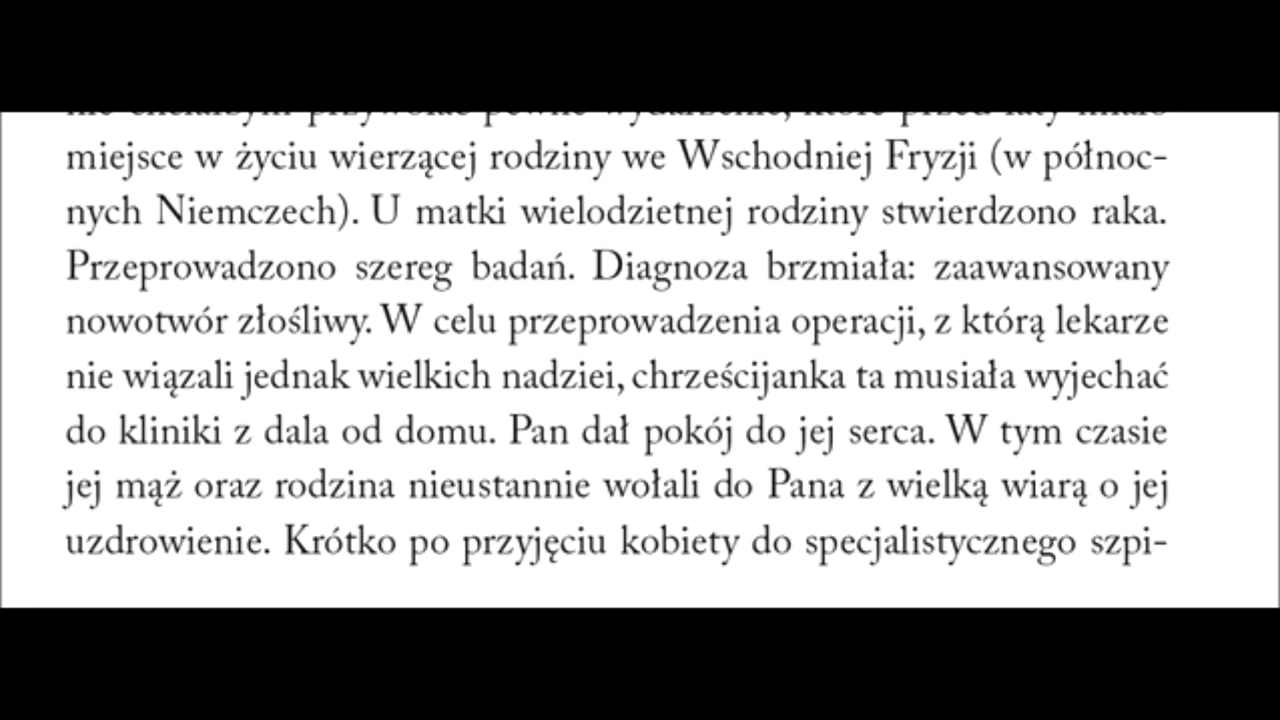 miejsce w życiu wierzącej rodziny we Wschodniej Fryzji (w północ-
nych Niemczech). U matki wielodzietnej rodziny stwierdzono raka.
Przeprowadzono szereg badań. Diagnoza brzmiała: zaawansowany
nowotwór złośliwy. W celu przeprowadzenia operacji, z którą lekarze
nie wiązali jednak wielkich nadziei, chrześcijanka ta musiała wyjechać
do kliniki z dala od domu. Pan dał pokój do jej serca. W tym czasie
jej mąż oraz rodzina nieustannie wołali do Pana z wielką wiarą o jej
uzdrowienie. Krótko po przyjęciu kobiety do specjalistycznego szpi-